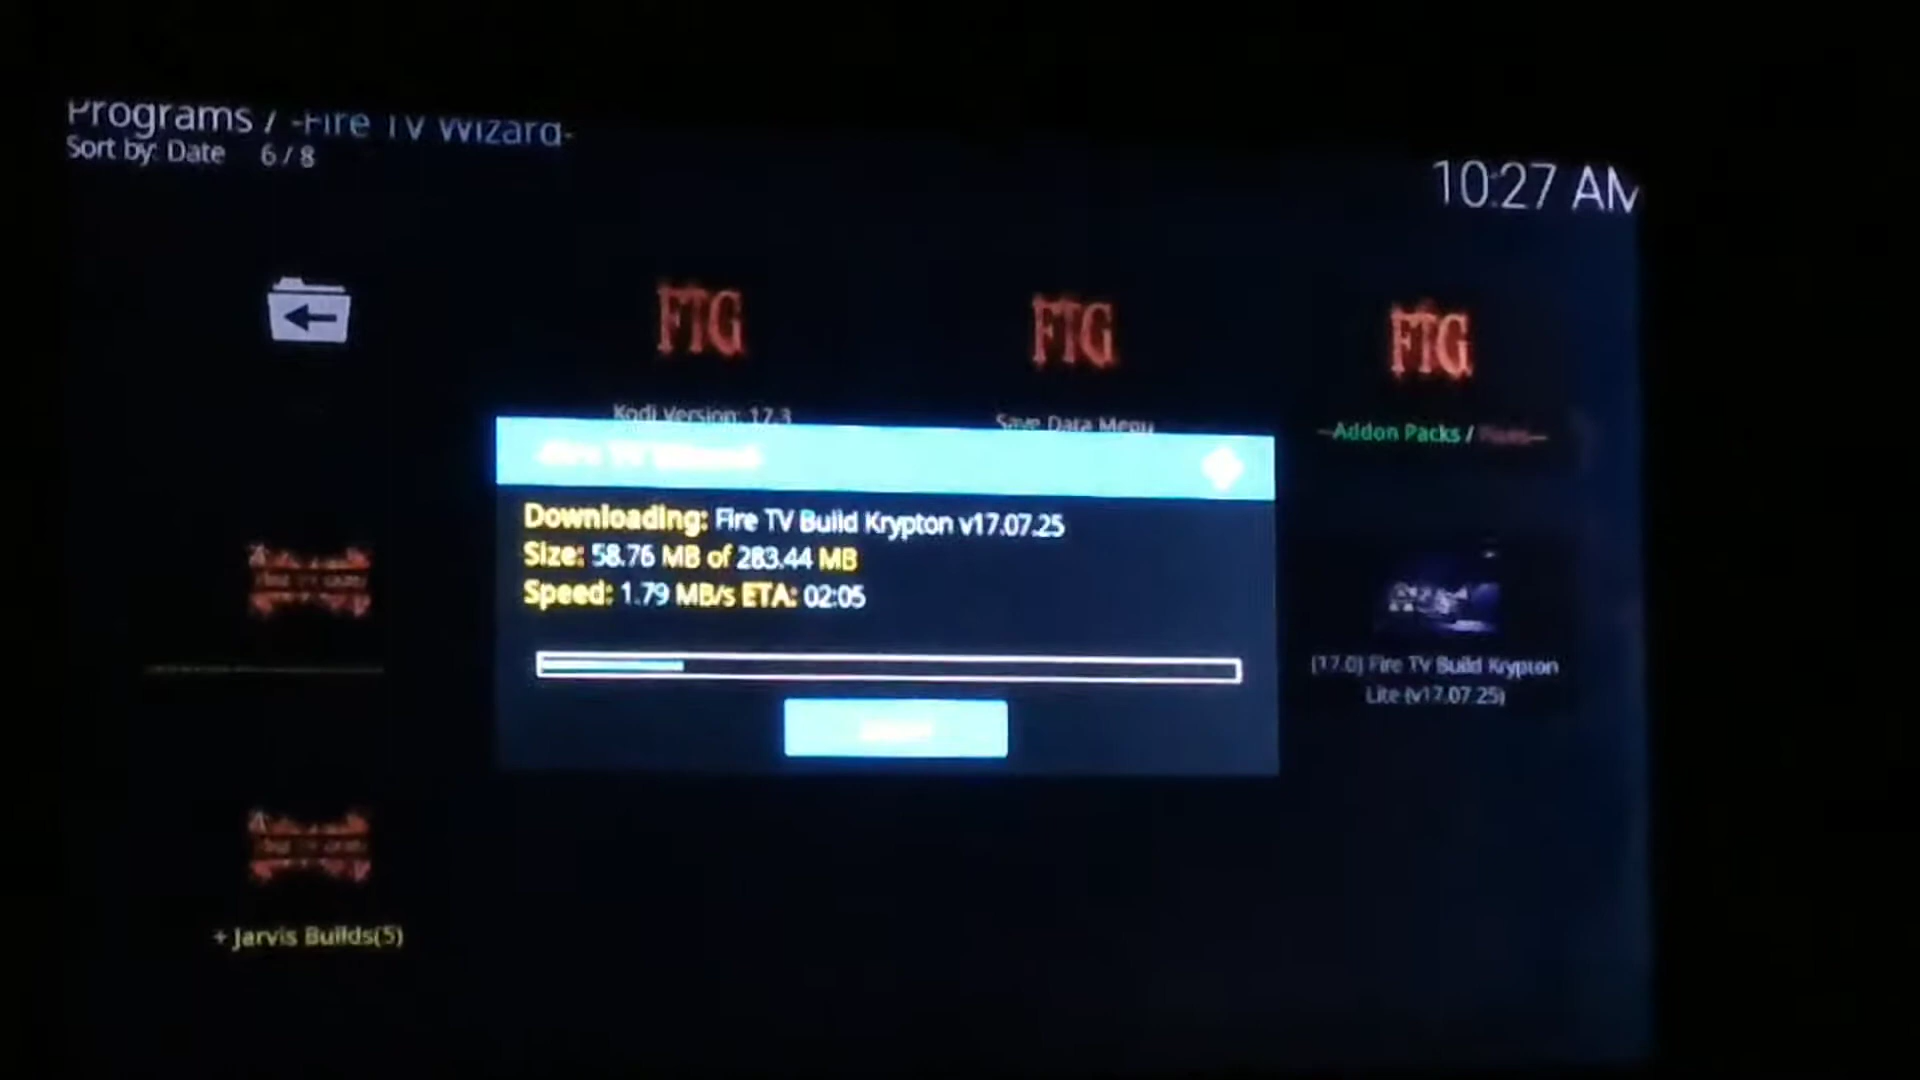 Programs / -Fire TV Wizard-
Sort by: Date 6 / 8
10:27 AM
FTG
FTG
FTG
Kodi Version: 17.3
Save Data Menu
Addon Packs /
-Fire TV Wizard-
Downloading: Fire TV Build Krypton v17.07.25
Size: 58.76 MB of 283.44 MB
Speed: 1.79 MB/s ETA: 02:05
[17.0] Fire TV Build Krypton
Lite (v17.07.25)
+ Jarvis Builds(5)